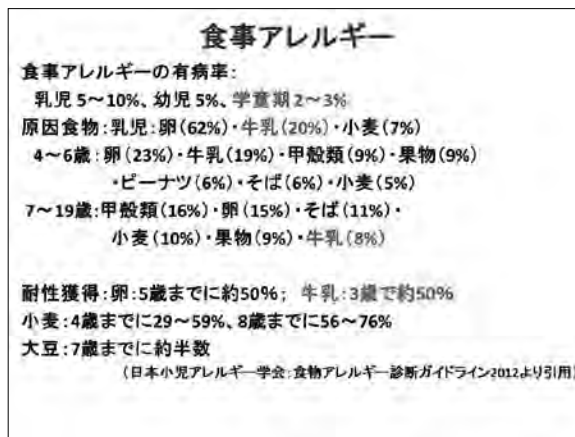 食事アレルギー
食事アレルギーの有病率:
乳児5~10%、幼児5%、学童期2~3%
原因食物:乳児:卵(62%)・牛乳(20%)・小麦(7%)
4~6歳:卵(23%)・牛乳(19%)・甲殻類(9%)・果物(9%)
・ピーナツ(6%)・そば(6%)・小麦(5%)
7~19歳:甲殻類(16%)・卵(15%)・そば(11%)・
小麦(10%)・果物(9%)・牛乳(8%)
耐性獲得:卵:5歳までに約50%; 牛乳:3歳で約50%
小麦:4歳までに29~59%、8歳までに56~76%
大豆:7歳までに約半数
(日本小児アレルギー学会:食物アレルギー診断ガイドライン2012より引用)